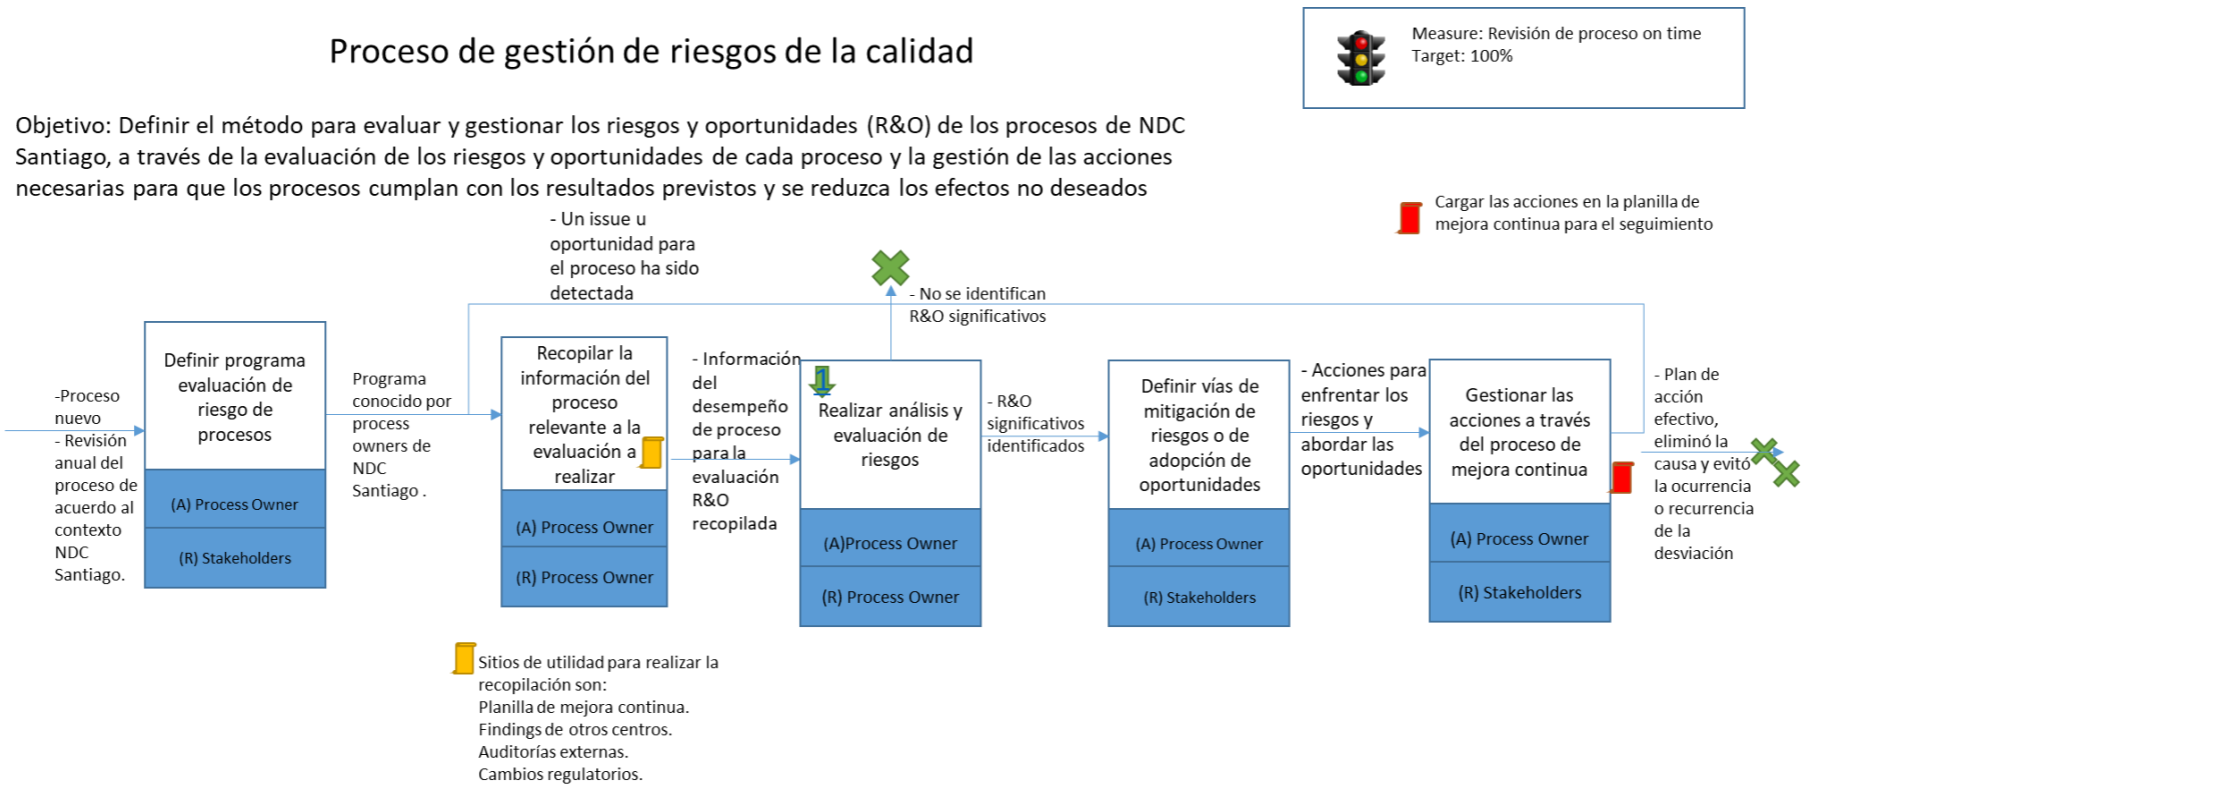 Proceso de gestión de riesgos de la calidad
Measure: Revisión de proceso on time
Target: 100%
Objetivo: Definir el método para evaluar y gestionar los riesgos y oportunidades (R&O) de los procesos de NDC
Santiago, a través de la evaluación de los riesgos y oportunidades de cada proceso y la gestión de las acciones
necesarias para que los procesos cumplan con los resultados previstos y se reduzca los efectos no deseados
Cargar las acciones en la planilla de
mejora continua para el seguimiento
- Un issue u
oportunidad para
el proceso ha sido
detectada
- No se identifican
R&O significativos
-Proceso
nuevo
- Revisión
anual del
proceso de
acuerdo al
contexto
NDC
Santiago.
Definir programa
evaluación de
riesgo de
procesos
(A) Process Owner
(R) Stakeholders
Programa
conocido por
process
owners de
NDC
Santiago .
Recopilar la
información del
proceso
relevante a la
evaluación a
realizar
(A) Process Owner
(R) Process Owner
- Información
del
desempeño
de proceso
para la
evaluación
R&O
recopilada
1
Realizar análisis y
evaluación de
riesgos
(A)Process Owner
(R) Process Owner
- R&O
significativos
identificados
Definir vías de
mitigación de
riesgos o de
adopción de
oportunidades
(A) Process Owner
(R) Stakeholders
- Acciones para
enfrentar los
riesgos y
abordar las
oportunidades
Gestionar las
acciones a través
del proceso de
mejora continua
(A) Process Owner
(R) Stakeholders
- Plan de
acción
efectivo,
eliminó la
causa y evitó
la ocurrencia
o recurrencia
de la
desviación
Sitios de utilidad para realizar la
recopilación son:
Planilla de mejora continua.
Findings de otros centros.
Auditorías externas.
Cambios regulatorios.